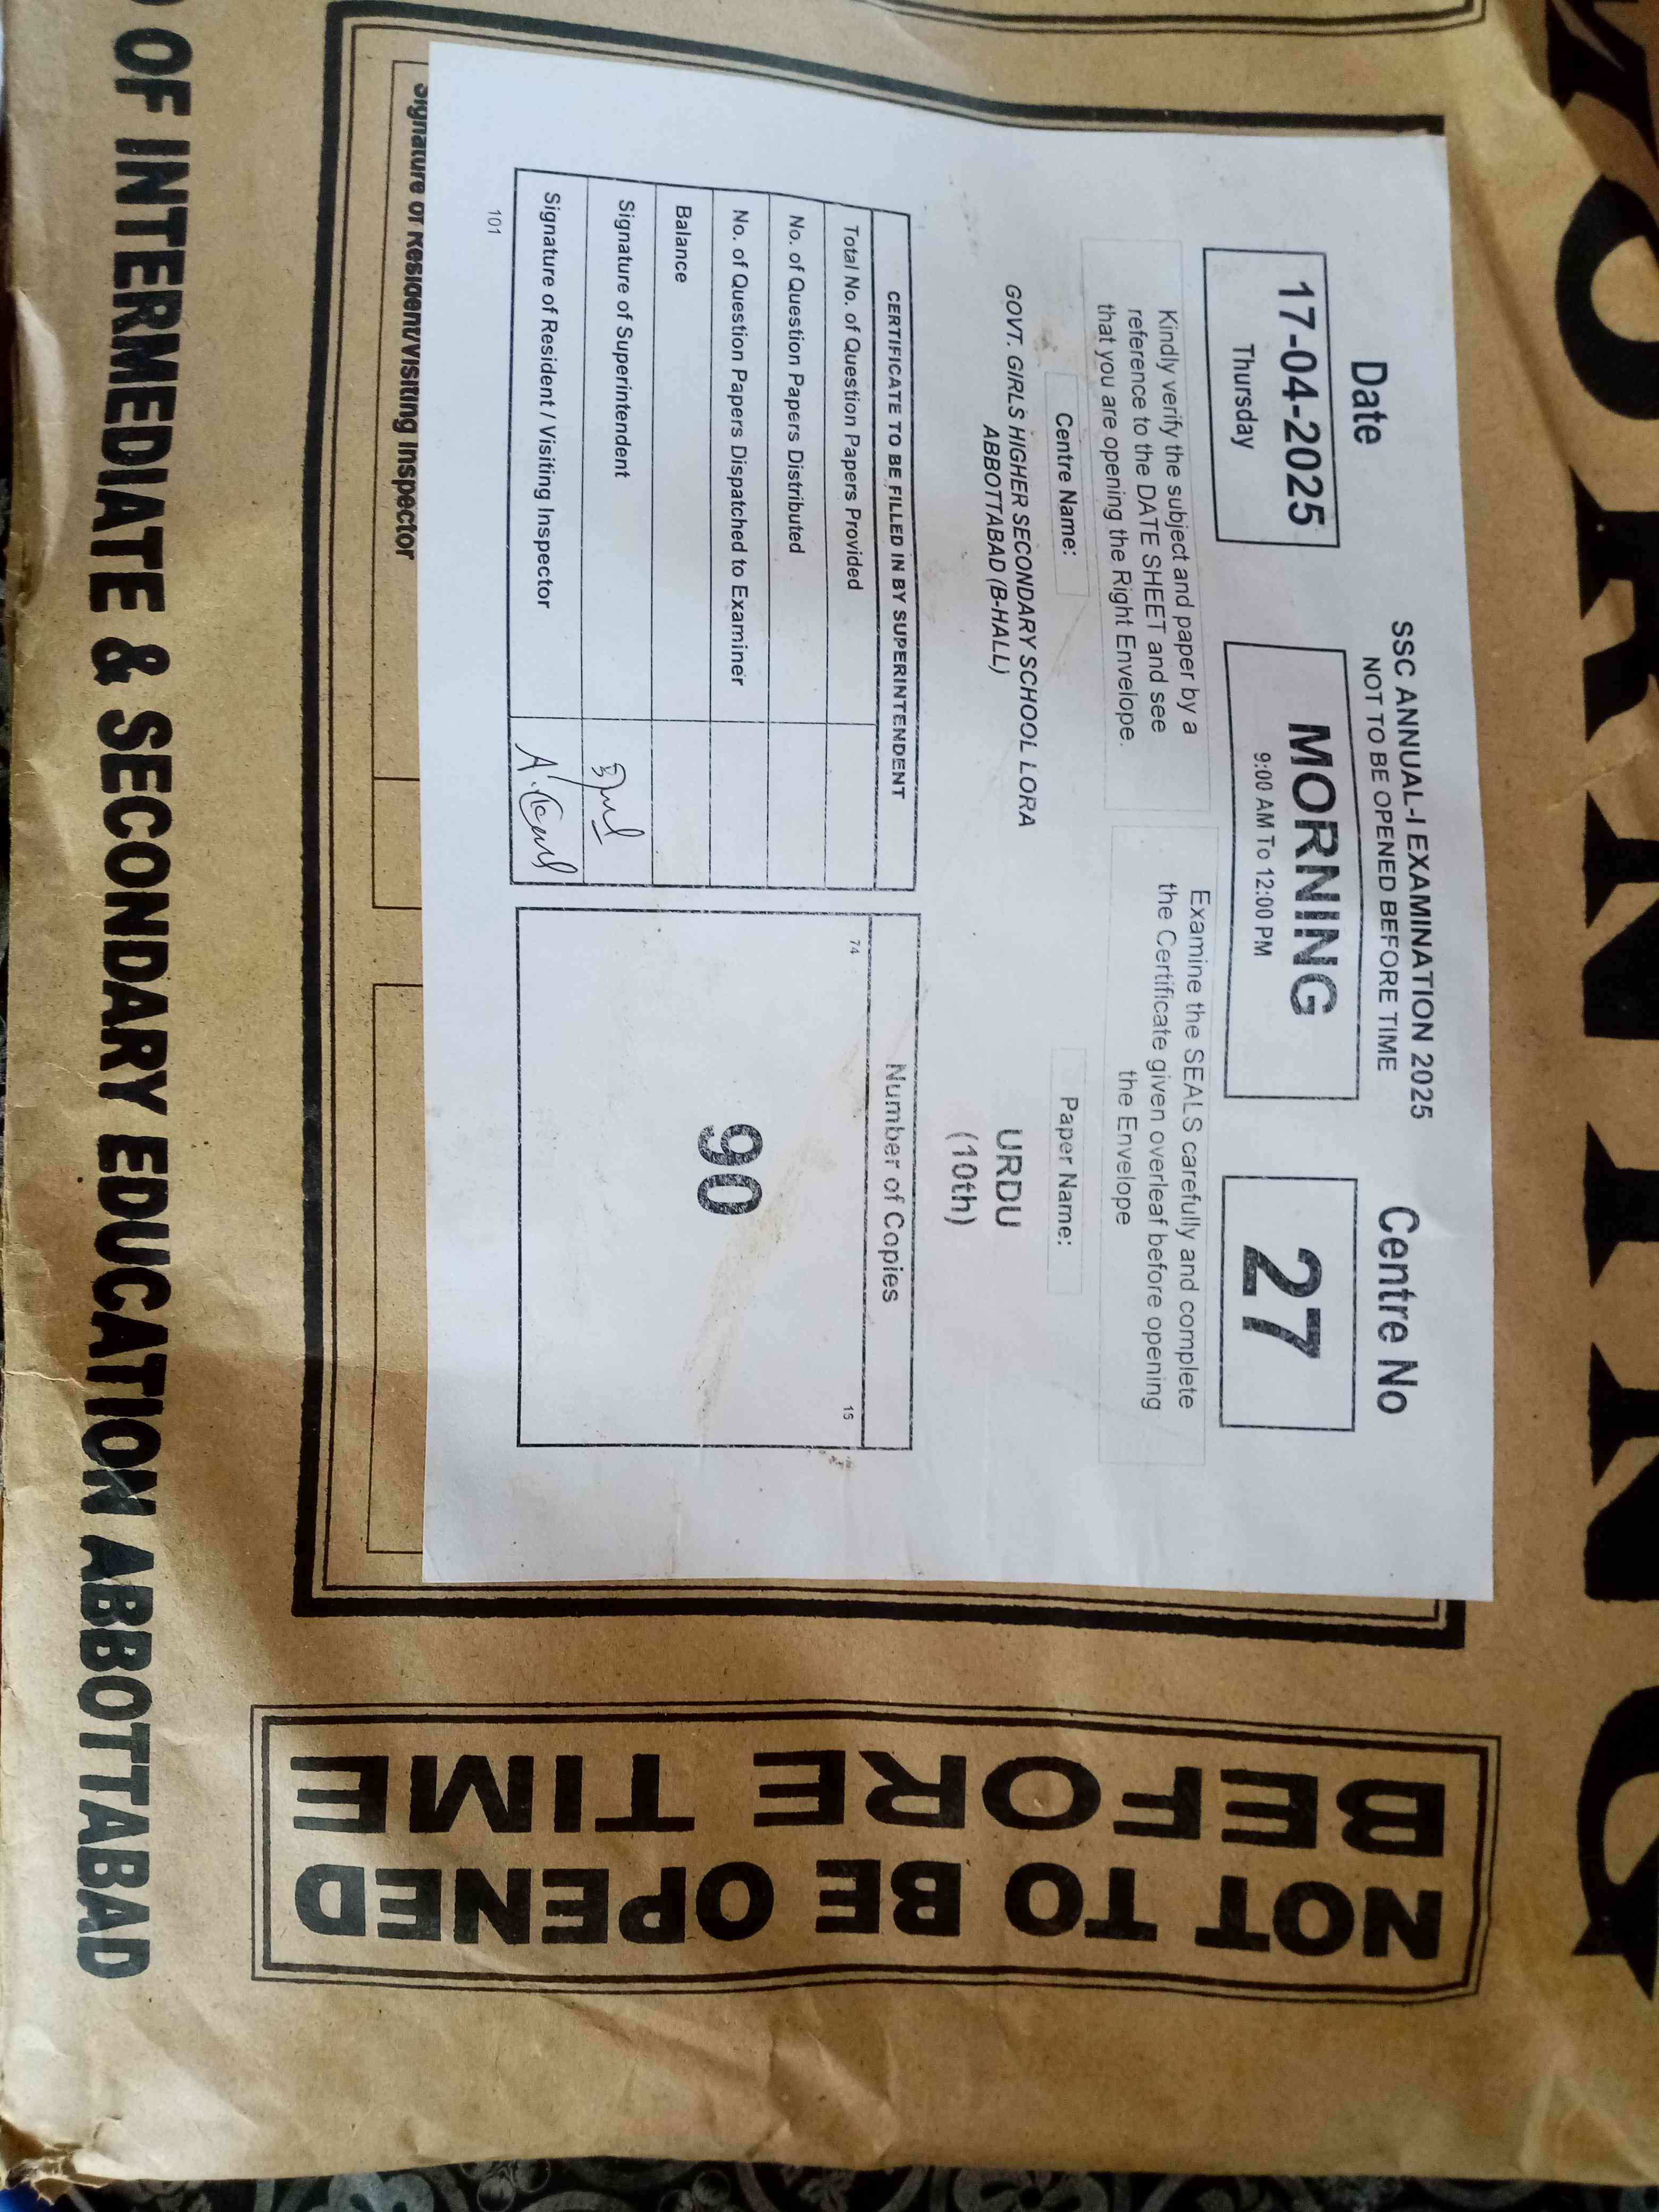 SSC ANNUAL-I EXAMINATION 2025
NOT TO BE OPENED BEFORE TIME
Date
Centre No
17-04-2025
Thursday
MORNING
9:00 AM To 12:00 PM
27
Kindly verify the subject and paper by a
reference to the DATE SHEET and see
that you are opening the Right Envelope.
Examine the SEALS carefully and complete
the Certificate given overleaf before opening
the Envelope
Centre Name:
Paper Name:
GOVT. GIRLS HIGHER SECONDARY SCHOOL LORA
ABBOTTABAD (B-HALL)
URDU
(10th)
CERTIFICATE TO BE FILLED IN BY SUPERINTENDENT
Total No. of Question Papers Provided
No. of Question Papers Distributed
No. of Question Papers Dispatched to Examiner
Balance
Signature of Superintendent
Signature of Resident / Visiting Inspector
Number of Copies
74
15
90
101
Signature of Resident/Visiting Inspector
OF INTERMEDIATE & SECONDARY EDUCATION ABBOTTABAD
NOT TO BE OPENED
BEFORE TIME